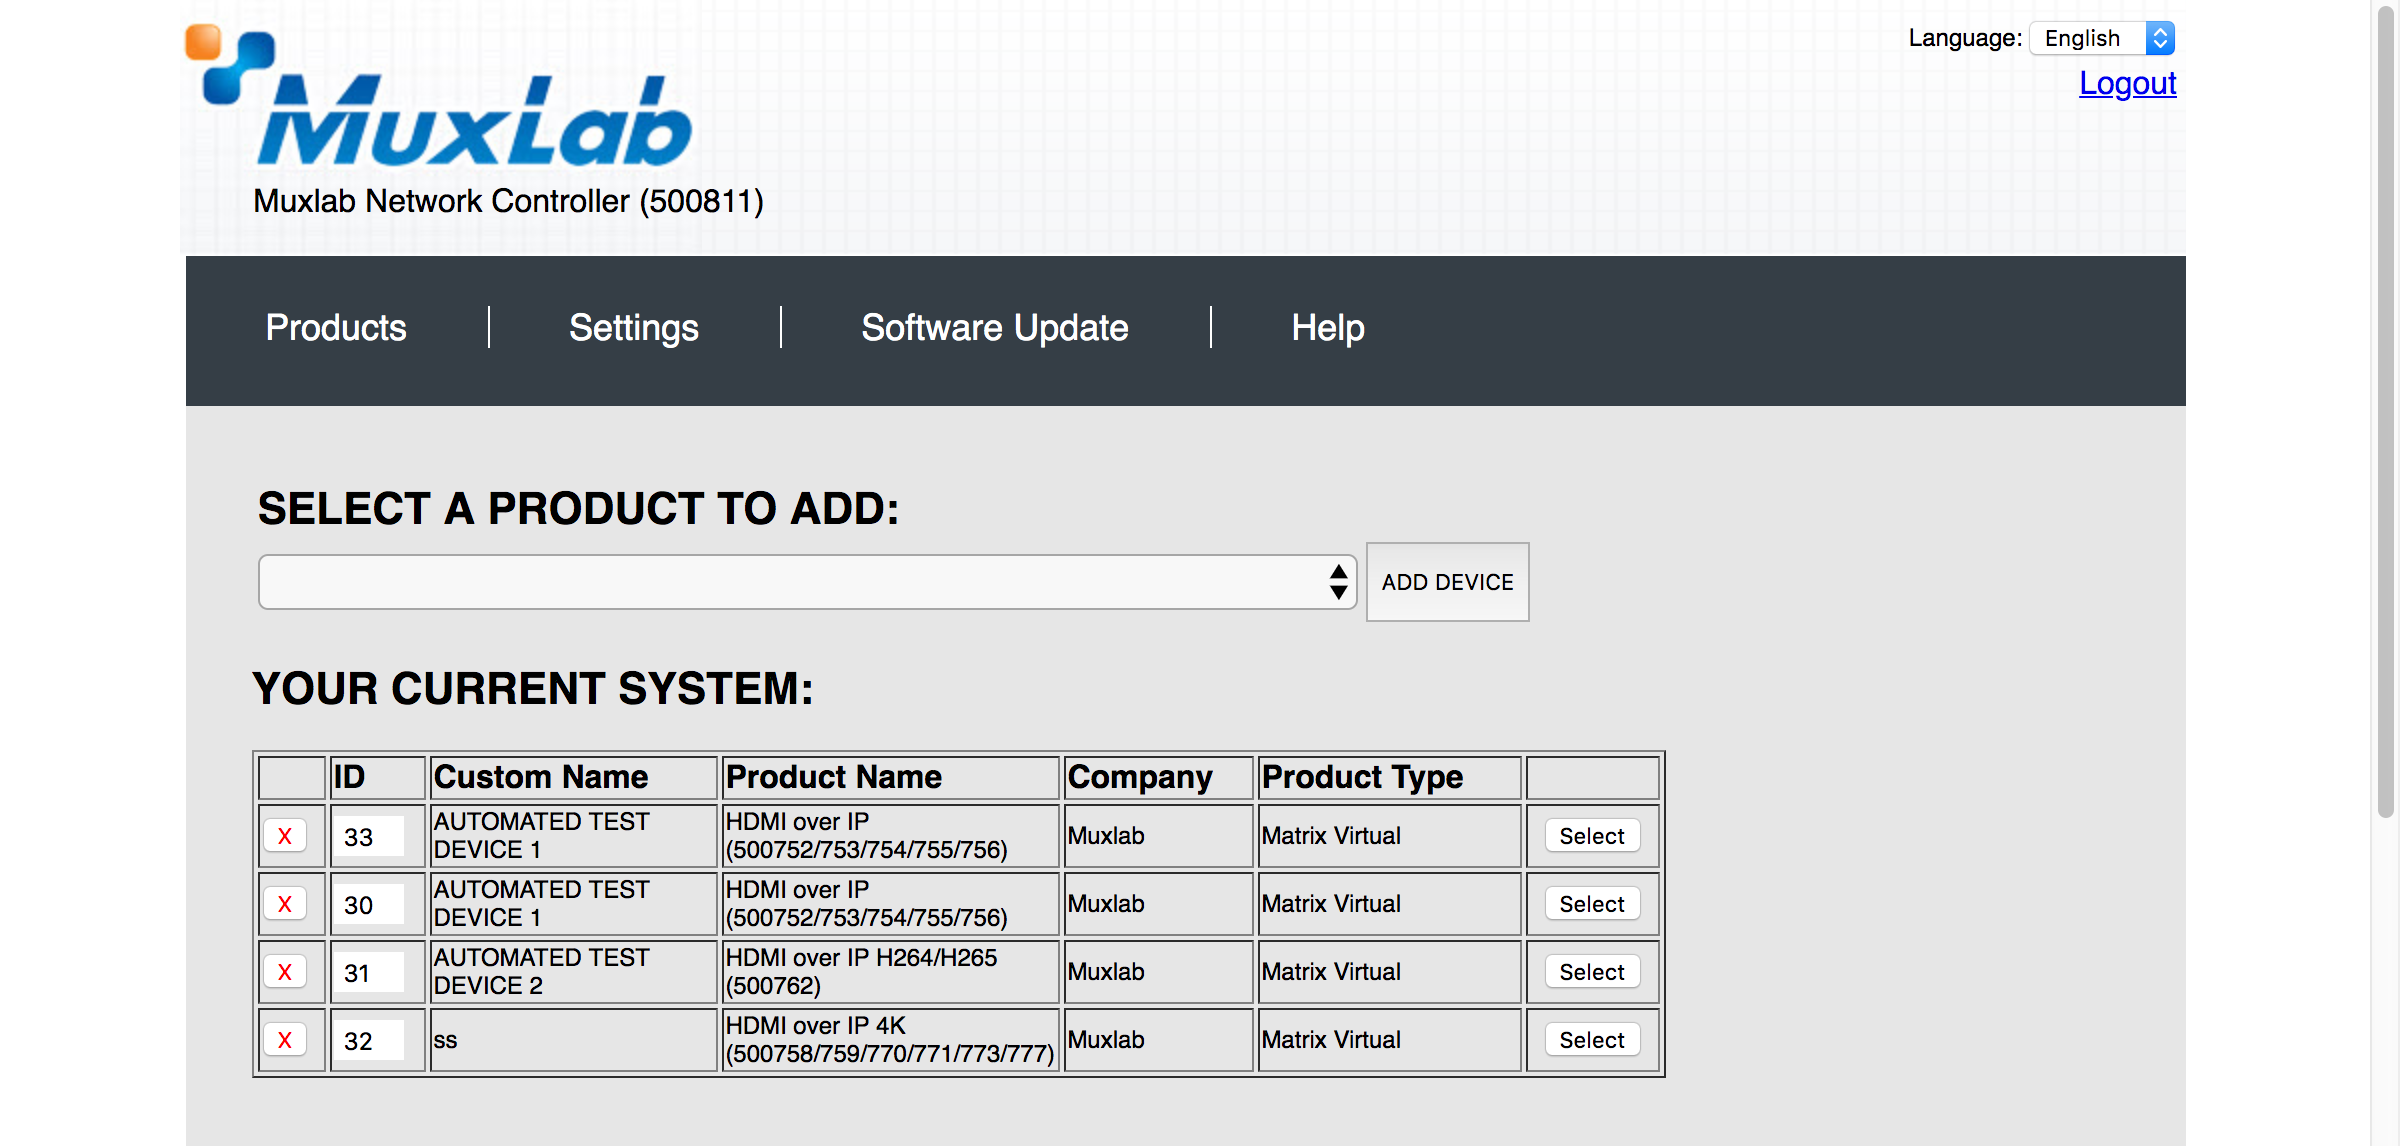 MuxLab
Language: English
Logout
Muxlab Network Controller (500811)
Products
Settings
Software Update
Help
SELECT A PRODUCT TO ADD:
ADD DEVICE
YOUR CURRENT SYSTEM:
ID Custom Name Product Name Company Product Type
X 33 AUTOMATED TEST DEVICE 1 HDMI over IP (500752/753/754/755/756) Muxlab Matrix Virtual Select
X 30 AUTOMATED TEST DEVICE 1 HDMI over IP (500752/753/754/755/756) Muxlab Matrix Virtual Select
X 31 AUTOMATED TEST DEVICE 2 HDMI over IP H264/H265 (500762) Muxlab Matrix Virtual Select
X 32 ss HDMI over IP 4K (500758/759/770/771/773/777) Muxlab Matrix Virtual Select